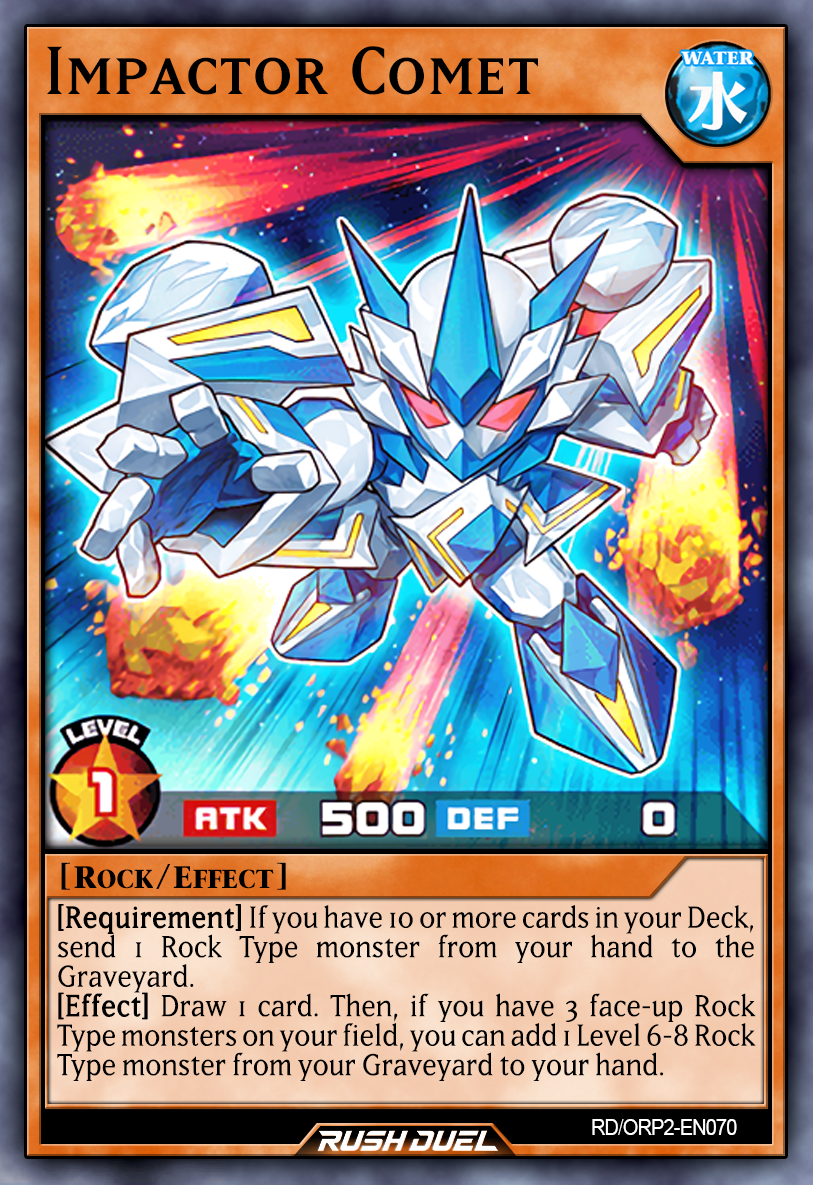 Impactor Comet
WATER
水
LEVEL
1
ATK 500 DEF 0
[Rock/Effect]
[Requirement] If you have 10 or more cards in your Deck,
send 1 Rock Type monster from your hand to the
Graveyard.
[Effect] Draw 1 card. Then, if you have 3 face-up Rock
Type monsters on your field, you can add 1 Level 6-8 Rock
Type monster from your Graveyard to your hand.
RD/ORP2-EN070
RUSH DUEL